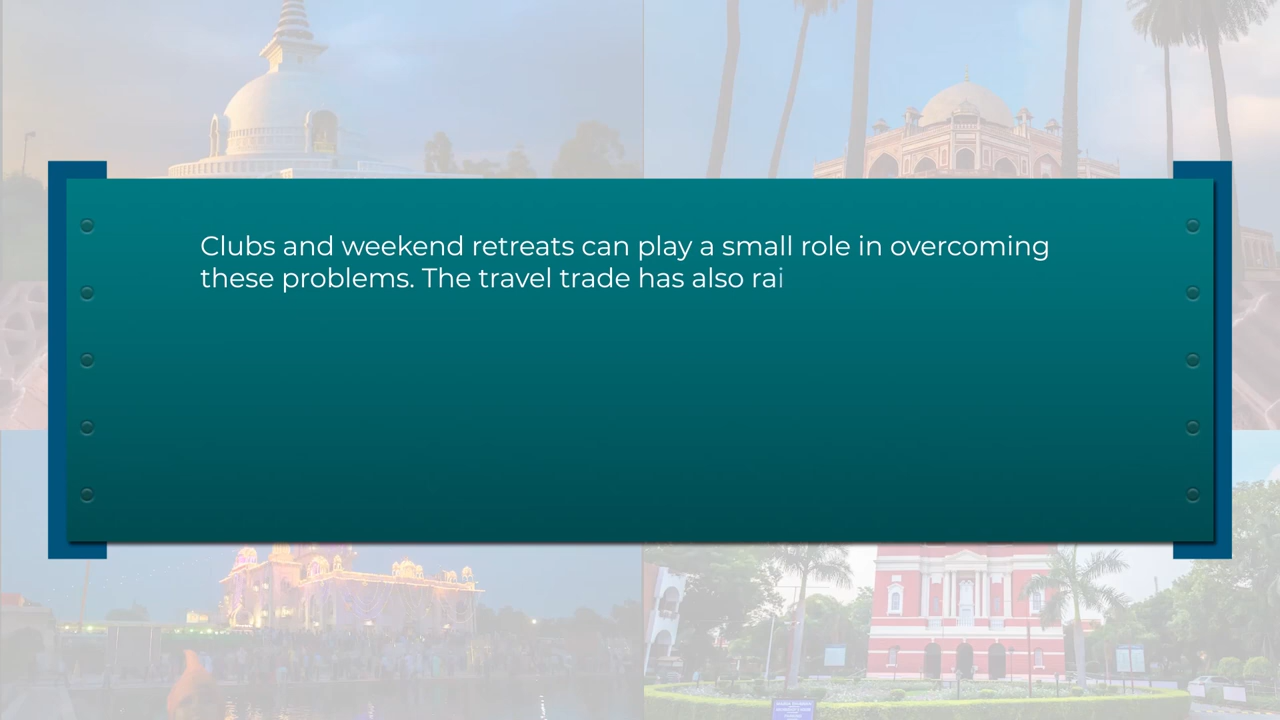 Clubs and weekend retreats can play a small role in overcoming
these problems. The travel trade has also rai